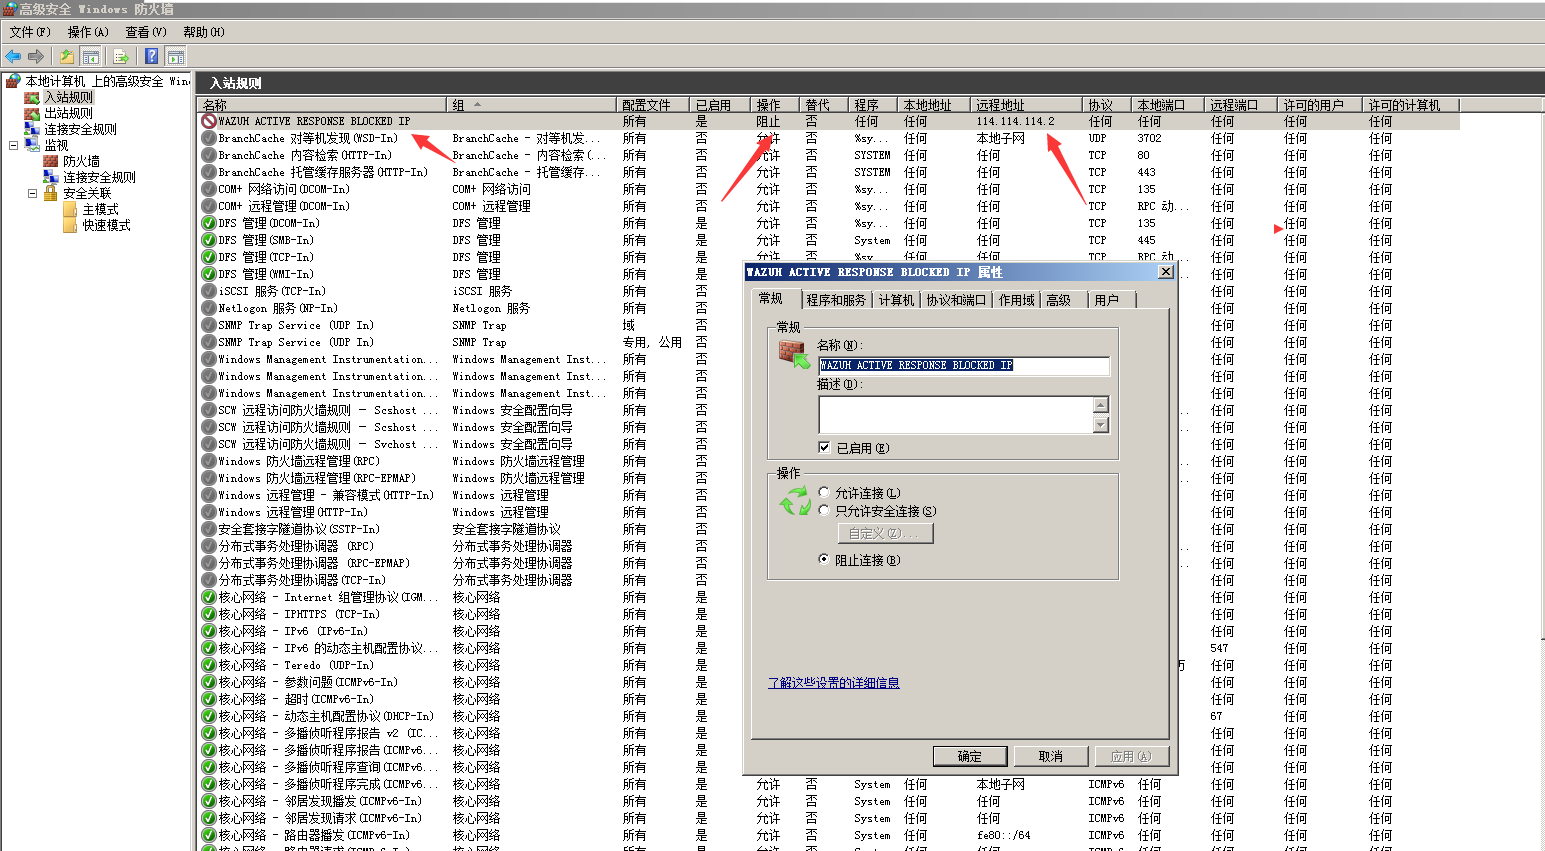 高级安全 Windows 防火墙
文件(F) 操作(A) 查看(V) 帮助(H)
本地计算机 上的高级安全 Win
入站规则
出站规则
连接安全规则
监视
防火墙
连接安全规则
安全关联
主模式
快速模式
入站规则
名称 组 配置文件 已启用 操作 替代 程序 本地地址 远程地址 协议 本地端口 远程端口 许可的用户 许可的计算机
WAZUH ACTIVE RESPONSE BLOCKED IP 所有 是 阻止 否 任何 任何 114.114.114.2 任何 任何 任何 任何 任何
BranchCache 对等机发现(WSD-In) BranchCache - 对等机发... 所有 否 允许 否 %sy... 任何 本地子网 UDP 3702 任何 任何 任何
BranchCache 内容检索(HTTP-In) BranchCache - 内容检索(... 所有 否 允许 否 SYSTEM 任何 任何 TCP 80 任何 任何 任何
BranchCache 托管缓存服务器(HTTP-In) BranchCache - 托管缓存... 所有 否 允许 否 SYSTEM 任何 任何 TCP 443 任何 任何 任何
COM+ 网络访问(DCOM-In) COM+ 网络访问 所有 否 允许 否 %sy... 任何 任何 TCP 135 任何 任何 任何
COM+ 远程管理(DCOM-In) COM+ 远程管理 所有 否 允许 否 %sy... 任何 任何 TCP RPC 动... 任何 任何 任何
DFS 管理(DCOM-In) DFS 管理 所有 是 允许 否 %sy... 任何 任何 TCP 135 任何 任何 任何
DFS 管理(SMB-In) DFS 管理 所有 是 允许 否 System 任何 任何 TCP 445 任何 任何 任何
DFS 管理(TCP-In) DFS 管理 所有 是 允许 否 %sy... 任何 任何 TCP RPC 动... 任何 任何 任何
DFS 管理(WMI-In) DFS 管理 所有 是 任何 任何 任何
iSCSI 服务(TCP-In) iSCSI 服务 所有 否 任何 任何 任何
Netlogon 服务(NP-In) Netlogon 服务 所有 否 任何 任何 任何
SNMP Trap Service (UDP In) SNMP Trap 域 否 任何 任何 任何
SNMP Trap Service (UDP In) SNMP Trap 专用, 公用 否 任何 任何 任何
Windows Management Instrumentation... Windows Management Inst... 所有 否 任何 任何 任何
Windows Management Instrumentation... Windows Management Inst... 所有 否 任何 任何 任何
Windows Management Instrumentation... Windows Management Inst... 所有 否 任何 任何 任何
SCW 远程访问防火墙规则 - Scshost ... Windows 安全配置向导 所有 否 任何 任何 任何
SCW 远程访问防火墙规则 - Scshost ... Windows 安全配置向导 所有 否 任何 任何 任何
SCW 远程访问防火墙规则 - Svchost ... Windows 安全配置向导 所有 否 任何 任何 任何
Windows 防火墙远程管理(RPC) Windows 防火墙远程管理 所有 否 任何 任何 任何
Windows 防火墙远程管理(RPC-EPMAP) Windows 防火墙远程管理 所有 否 任何 任何 任何
Windows 远程管理 - 兼容模式(HTTP-In) Windows 远程管理 所有 否 任何 任何 任何
Windows 远程管理(HTTP-In) Windows 远程管理 所有 否 任何 任何 任何
安全套接字隧道协议(SSTP-In) 安全套接字隧道协议 所有 否 任何 任何 任何
分布式事务处理协调器 (RPC) 分布式事务处理协调器 所有 否 任何 任何 任何
分布式事务处理协调器 (RPC-EPMAP) 分布式事务处理协调器 所有 否 任何 任何 任何
分布式事务处理协调器(TCP-In) 分布式事务处理协调器 所有 否 任何 任何 任何
核心网络 - Internet 组管理协议(IGM... 核心网络 所有 是 任何 任何 任何
核心网络 - IPHTTPS (TCP-In) 核心网络 所有 是 任何 任何 任何
核心网络 - IPv6 (IPv6-In) 核心网络 所有 是 任何 任何 任何
核心网络 - IPv6 的动态主机配置协议... 核心网络 所有 是 547 任何 任何
核心网络 - Teredo (UDP-In) 核心网络 所有 是 任何 任何 任何
核心网络 - 参数问题(ICMPv6-In) 核心网络 所有 是 任何 任何 任何
核心网络 - 超时(ICMPv6-In) 核心网络 所有 是 任何 任何 任何
核心网络 - 动态主机配置协议(DHCP-In) 核心网络 所有 是 67 任何 任何
核心网络 - 多播侦听程序报告 v2 (IC... 核心网络 所有 是 任何 任何 任何
核心网络 - 多播侦听程序报告(ICMPv6... 核心网络 所有 是 任何 任何 任何
核心网络 - 多播侦听程序查询(ICMPv6... 核心网络 所有 是 任何 任何 任何
核心网络 - 多播侦听程序完成(ICMPv6... 核心网络 所有 是 允许 否 System 任何 本地子网 ICMPv6 任何 任何 任何 任何
核心网络 - 邻居发现播发(ICMPv6-In) 核心网络 所有 是 允许 否 System 任何 任何 ICMPv6 任何 任何 任何 任何
核心网络 - 邻居发现请求(ICMPv6-In) 核心网络 所有 是 允许 否 System 任何 任何 ICMPv6 任何 任何 任何 任何
核心网络 - 路由器播发(ICMPv6-In) 核心网络 所有 是 允许 否 System 任何 fe80::/64 ICMPv6 任何 任何 任何 任何
WAZUH ACTIVE RESPONSE BLOCKED IP 属性
常规 程序和服务 计算机 协议和端口 作用域 高级 用户
常规
名称(N):
WAZUH ACTIVE RESPONSE BLOCKED IP
描述(D):
已启用(E)
操作
允许连接(L)
只允许安全连接(S)
自定义(Z)...
阻止连接(B)
了解这些设置的详细信息
确定 取消 应用(A)